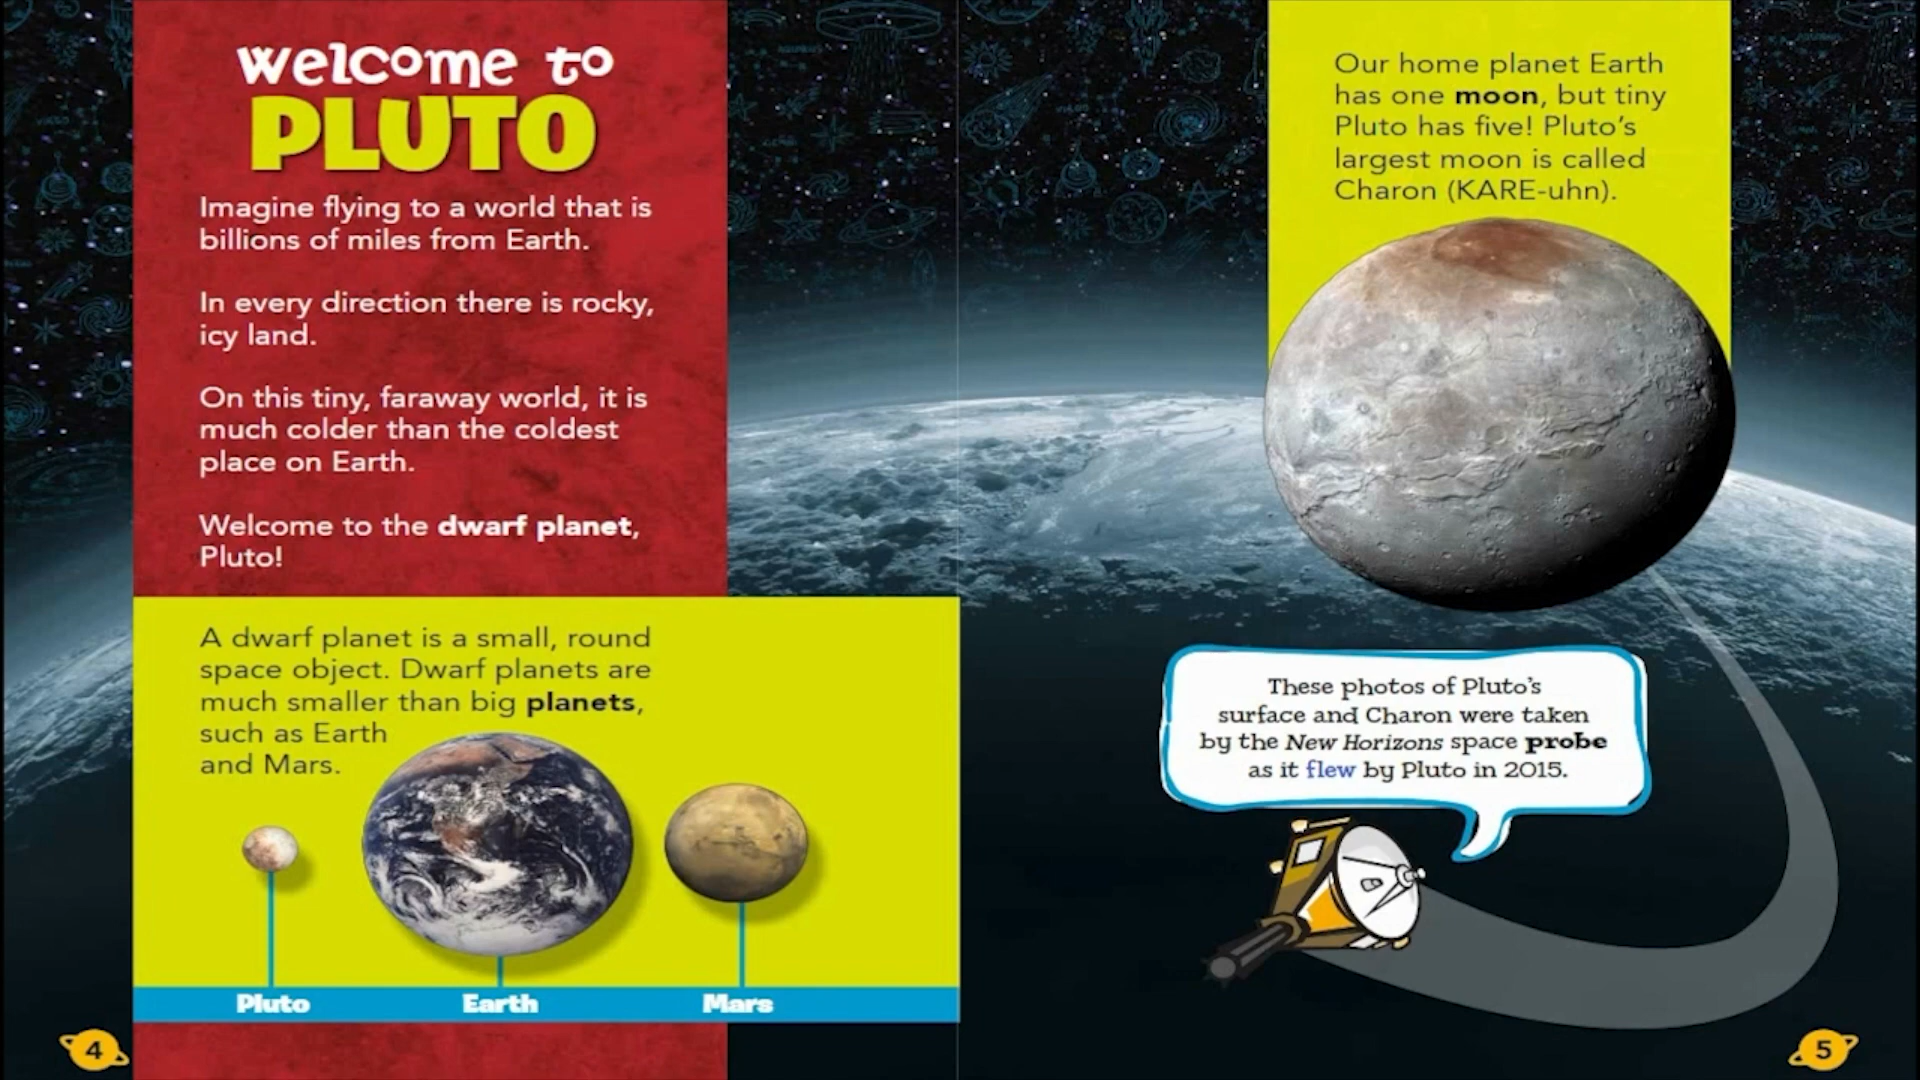 Welcome to
PLUTO
Imagine flying to a world that is
billions of miles from Earth.
In every direction there is rocky,
icy land.
On this tiny, faraway world, it is
much colder than the coldest
place on Earth.
Welcome to the dwarf planet,
Pluto!
A dwarf planet is a small, round
space object. Dwarf planets are
much smaller than big planets,
such as Earth
and Mars.
Pluto
Earth
Mars
4
Our home planet Earth
has one moon, but tiny
Pluto has five! Pluto’s
largest moon is called
Charon (KARE-uhn).
These photos of Pluto’s
surface and Charon were taken
by the New Horizons space probe
as it flew by Pluto in 2015.
5